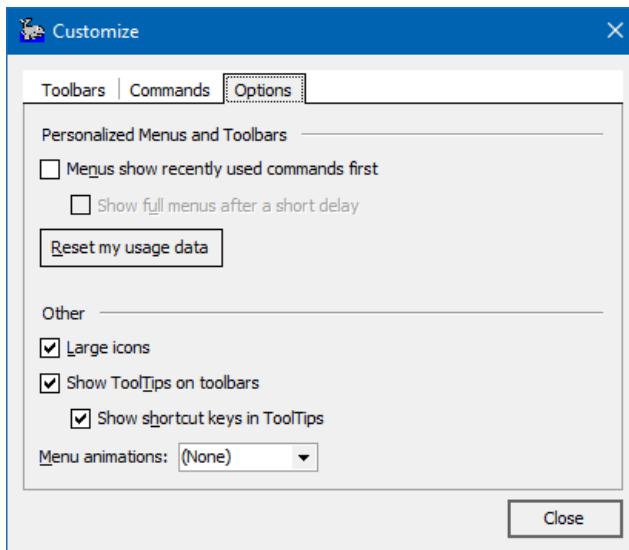 Customize
Toolbars Commands Options
Personalized Menus and Toolbars
Menus show recently used commands first
Show full menus after a short delay
Reset my usage data
Other
Large icons
Show ToolTips on toolbars
Show shortcut keys in ToolTips
Menu animations: (None)
Close